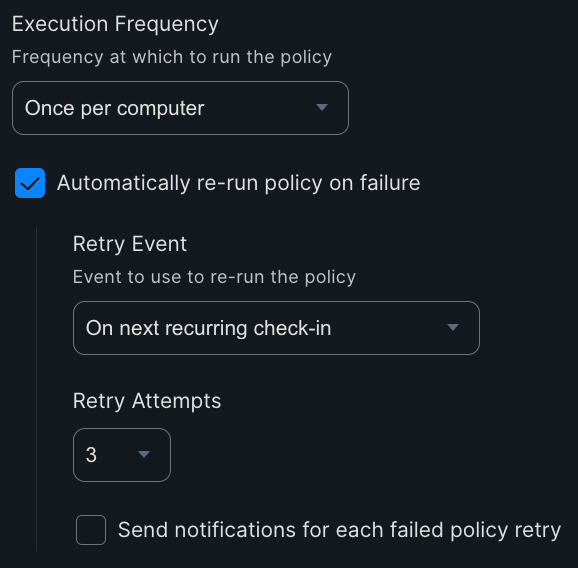 Execution Frequency
Frequency at which to run the policy
Once per computer
Automatically re-run policy on failure
Retry Event
Event to use to re-run the policy
On next recurring check-in
Retry Attempts
3
Send notifications for each failed policy retry